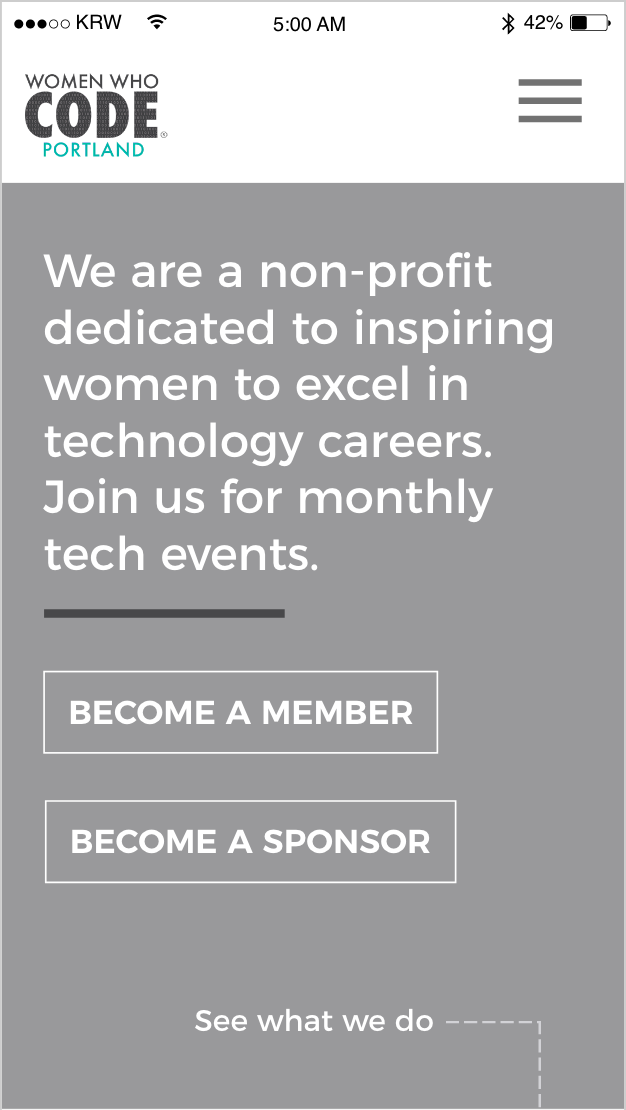 KRW 5:00 AM 42%
WOMEN WHO
CODE
PORTLAND
We are a non-profit
dedicated to inspiring
women to excel in
technology careers.
Join us for monthly
tech events.
BECOME A MEMBER
BECOME A SPONSOR
See what we do